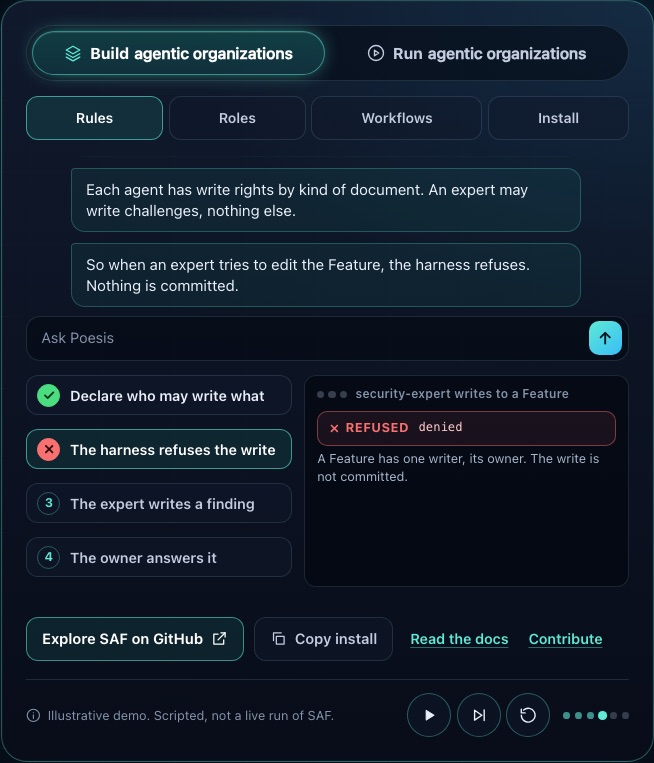 Build agentic organizations
Run agentic organizations
Rules
Roles
Workflows
Install
Each agent has write rights by kind of document. An expert may
write challenges, nothing else.
So when an expert tries to edit the Feature, the harness refuses.
Nothing is committed.
Ask Poesis
Declare who may write what
The harness refuses the write
3 The expert writes a finding
4 The owner answers it
security-expert writes to a Feature
× REFUSED denied
A Feature has one writer, its owner. The write is
not committed.
Explore SAF on GitHub
Copy install
Read the docs
Contribute
Illustrative demo. Scripted, not a live run of SAF.